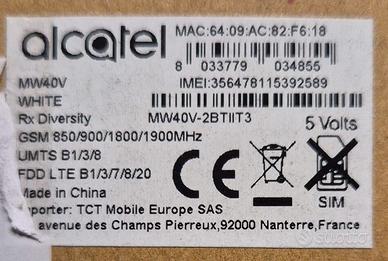 alcatel
MAC:64:09:AC:82:F6:18
8 033779 034855
MW40V
IMEI:356478115392589
WHITE
Rx Diversity
MW40V-2BTIIT3
GSM 850/900/1800/1900MHz
5 Volts
UMTS B1/3/8
FDD LTE B1/3/7/8/20
Made in China
SIM
porter: TCT Mobile Europe SAS
avenue des Champs Pierreux,92000 Nanterre,France
subito